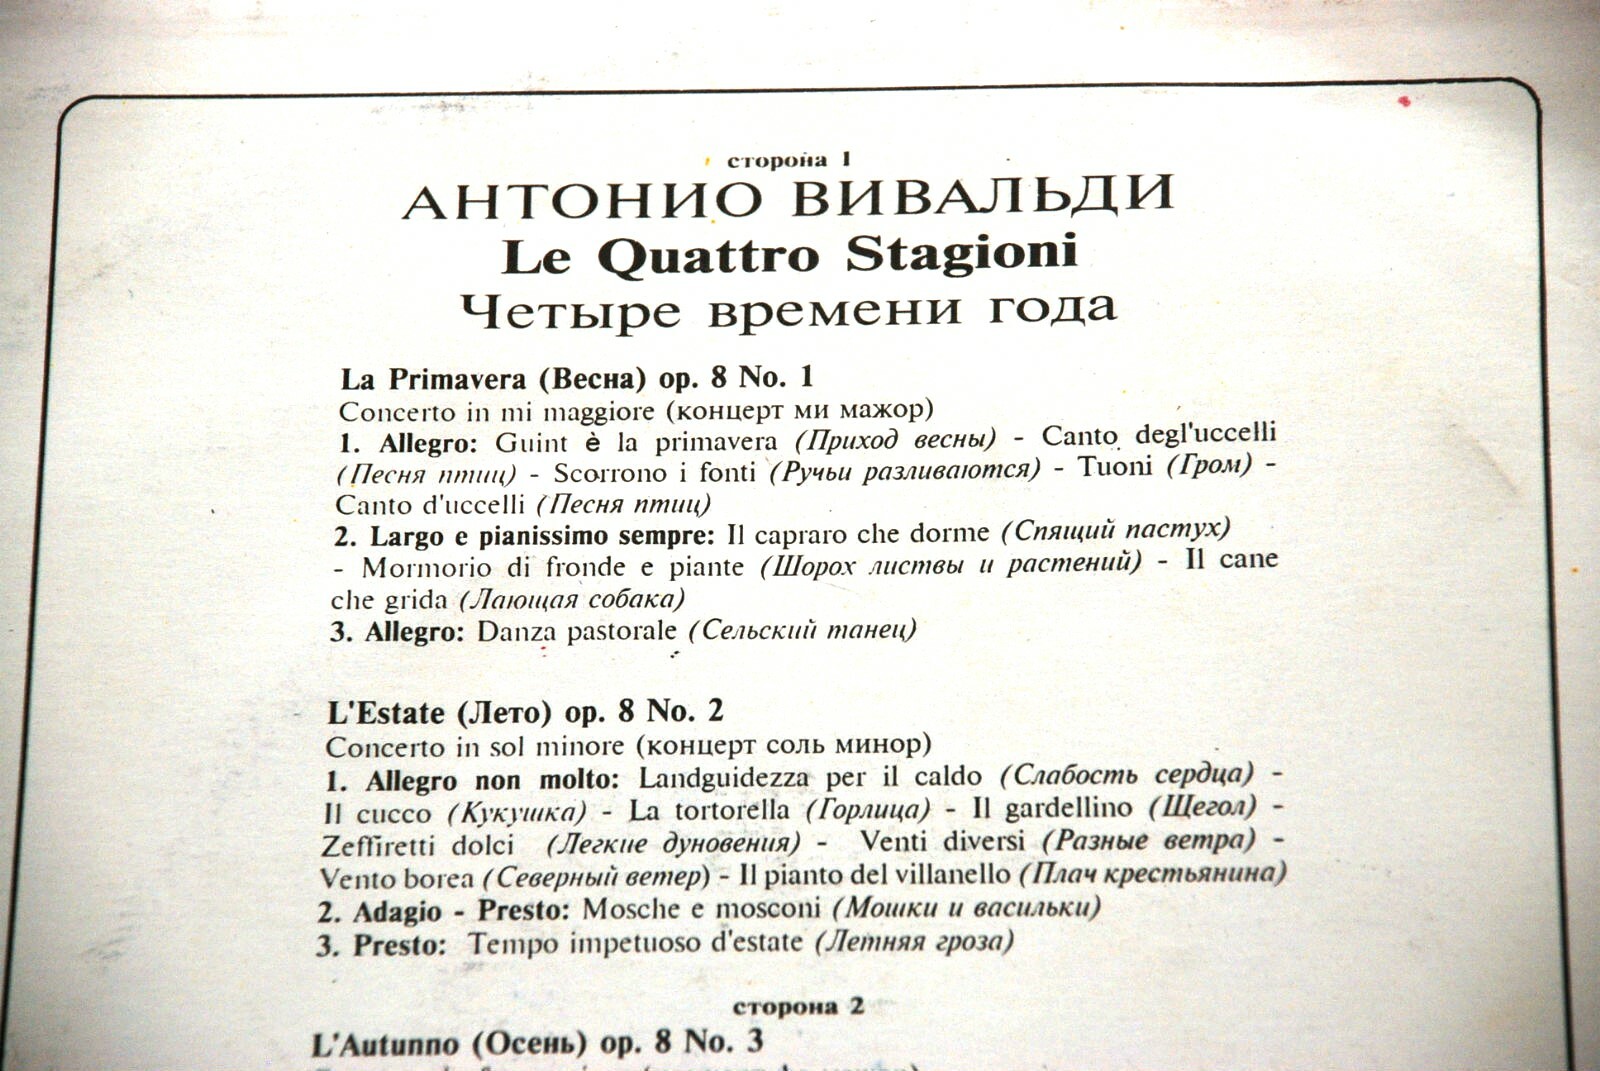 сторона 1
АНТОНИО ВИВАЛЬДИ
Le Quattro Stagioni
Четыре времени года
La Primavera (Весна) op. 8 No. 1
Concerto in mi maggiore (концерт ми мажор)
1. Allegro: Guint è la primavera (Приход весны) - Canto degl'uccelli
(Песня птиц) - Scorrono i fonti (Ручьи разливаются) - Tuoni (Гром) -
Canto d'uccelli (Песня птиц)
2. Largo e pianissimo sempre: Il capraro che dorme (Спящий пастух)
- Mormorio di fronde e piante (Шорох листвы и растений) - Il cane
che grida (Лающая собака)
3. Allegro: Danza pastorale (Сельский танец)
L'Estate (Лето) op. 8 No. 2
Concerto in sol minore (концерт соль минор)
1. Allegro non molto: Landguidezza per il caldo (Слабость сердца) -
Il cucco (Кукушка) - La tortorella (Горлица) - Il gardellino (Щегол) -
Zeffiretti dolci (Легкие дуновения) - Venti diversi (Разные ветра) -
Vento borea (Северный ветер) - Il pianto del villanello (Плач крестьянина)
2. Adagio - Presto: Mosche e mosconi (Мошки и васильки)
3. Presto: Tempo impetuoso d'estate (Летняя гроза)
сторона 2
L'Autunno (Осень) op. 8 No. 3